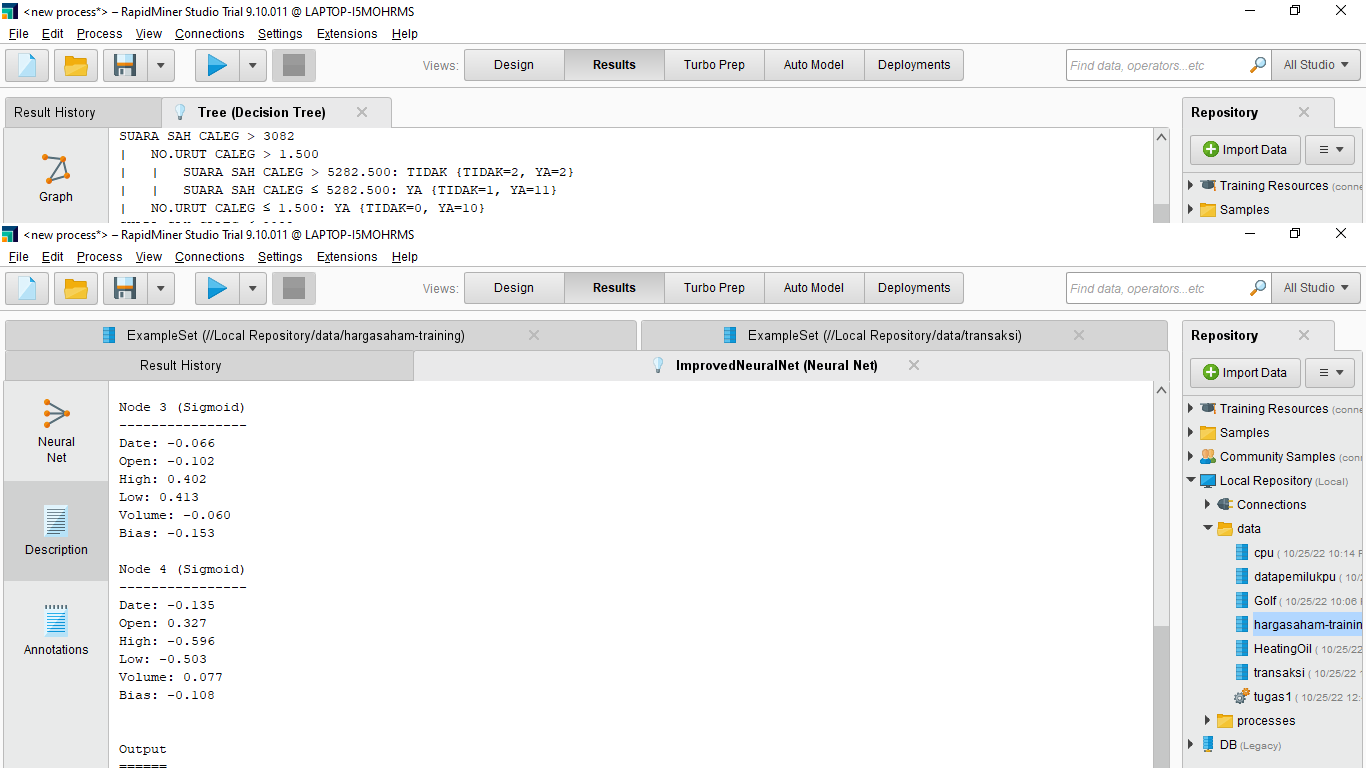 <new process*> – RapidMiner Studio Trial 9.10.011 @ LAPTOP-I5MOHRMS
File Edit Process View Connections Settings Extensions Help
Views: Design Results Turbo Prep Auto Model Deployments Find data, operators...etc All Studio
Result History Tree (Decision Tree) Repository
SUARA SAH CALEG > 3082
| NO.URUT CALEG > 1.500
| | SUARA SAH CALEG > 5282.500: TIDAK {TIDAK=2, YA=2}
| | SUARA SAH CALEG ≤ 5282.500: YA {TIDAK=1, YA=11}
| NO.URUT CALEG ≤ 1.500: YA {TIDAK=0, YA=10}
Graph
Import Data
Training Resources (conne
Samples
<new process*> – RapidMiner Studio Trial 9.10.011 @ LAPTOP-I5MOHRMS
File Edit Process View Connections Settings Extensions Help
Views: Design Results Turbo Prep Auto Model Deployments Find data, operators...etc All Studio
ExampleSet (//Local Repository/data/hargasaham-training) ExampleSet (//Local Repository/data/transaksi)
Result History ImprovedNeuralNet (Neural Net)
Neural
Net
Description
Annotations
Node 3 (Sigmoid)
----------------
Date: -0.066
Open: -0.102
High: 0.402
Low: 0.413
Volume: -0.060
Bias: -0.153
Node 4 (Sigmoid)
----------------
Date: -0.135
Open: 0.327
High: -0.596
Low: -0.503
Volume: 0.077
Bias: -0.108
Output
======
Repository
Import Data
Training Resources (conne
Samples
Community Samples (con
Local Repository (Local)
Connections
data
cpu ( 10/25/22 10:14 P
datapemilukpu ( 10/2
Golf ( 10/25/22 10:06
hargasaham-trainin
HeatingOil ( 10/25/22
transaksi ( 10/25/22 1
tugas1 ( 10/25/22 12:
processes
DB (Legacy)